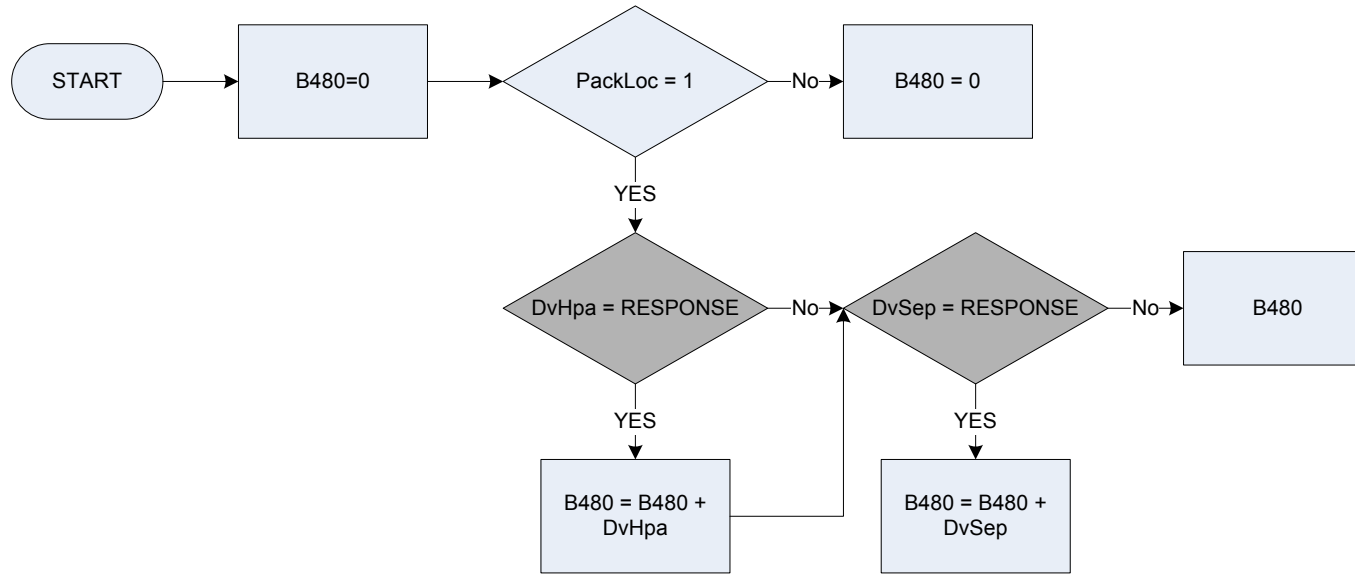 START
B480=0
PackLoc = 1
No
B480 = 0
YES
DvHpa = RESPONSE
No
DvSep = RESPONSE
No
B480
YES
YES
B480 = B480 +
DvHpa
B480 = B480 +
DvSep